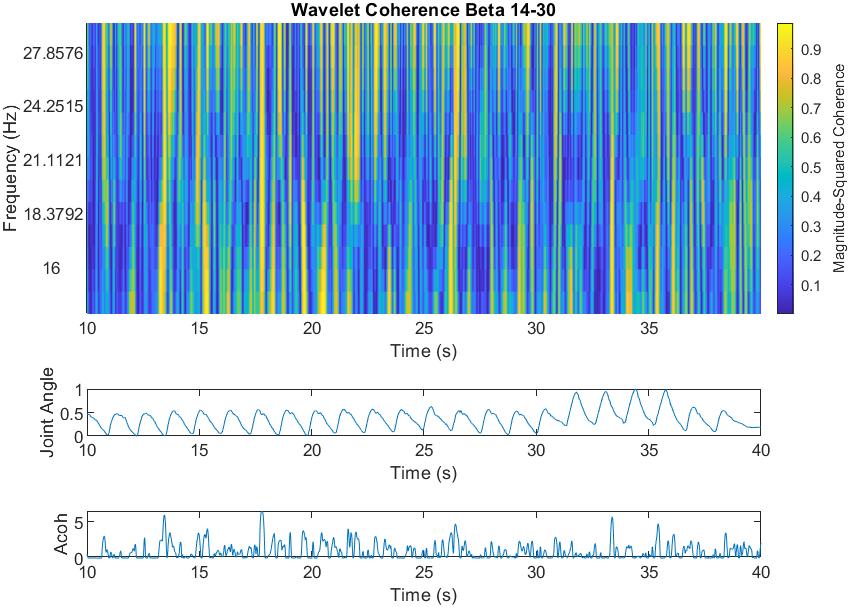 Wavelet Coherence Beta 14-30
27.8576
24.2515
21.1121
18.3792
16
Frequency (Hz)
10 15 20 25 30 35
Time (s)
0.9
0.8
0.7
0.6
0.5
0.4
0.3
0.2
0.1
Magnitude-Squared Coherence
Joint Angle
1
0.5
0
10 15 20 25 30 35 40
Time (s)
Acoh
5
0
10 15 20 25 30 35 40
Time (s)